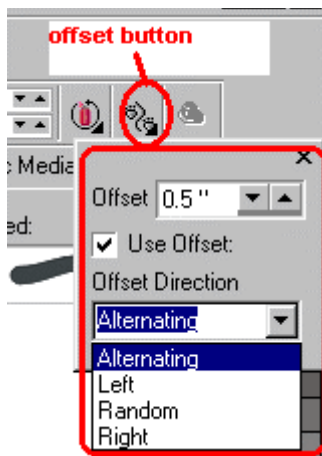 offset button
c Media
ed:
Offset 0.5 "
Use Offset:
Offset Direction
Alternating
Alternating
Left
Random
Right